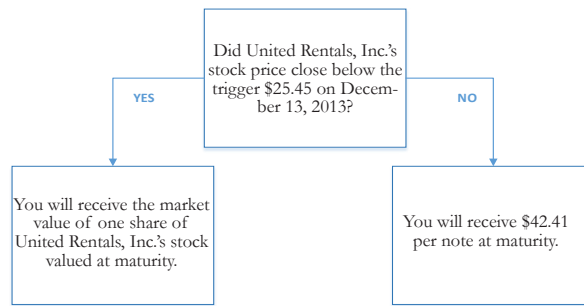 Did United Rentals, Inc.'s
stock price close below the
trigger $25.45 on Decem-
ber 13, 2013?
YES
NO
You will receive the market
value of one share of
United Rentals, Inc.'s stock
valued at maturity.
You will receive $42.41
per note at maturity.